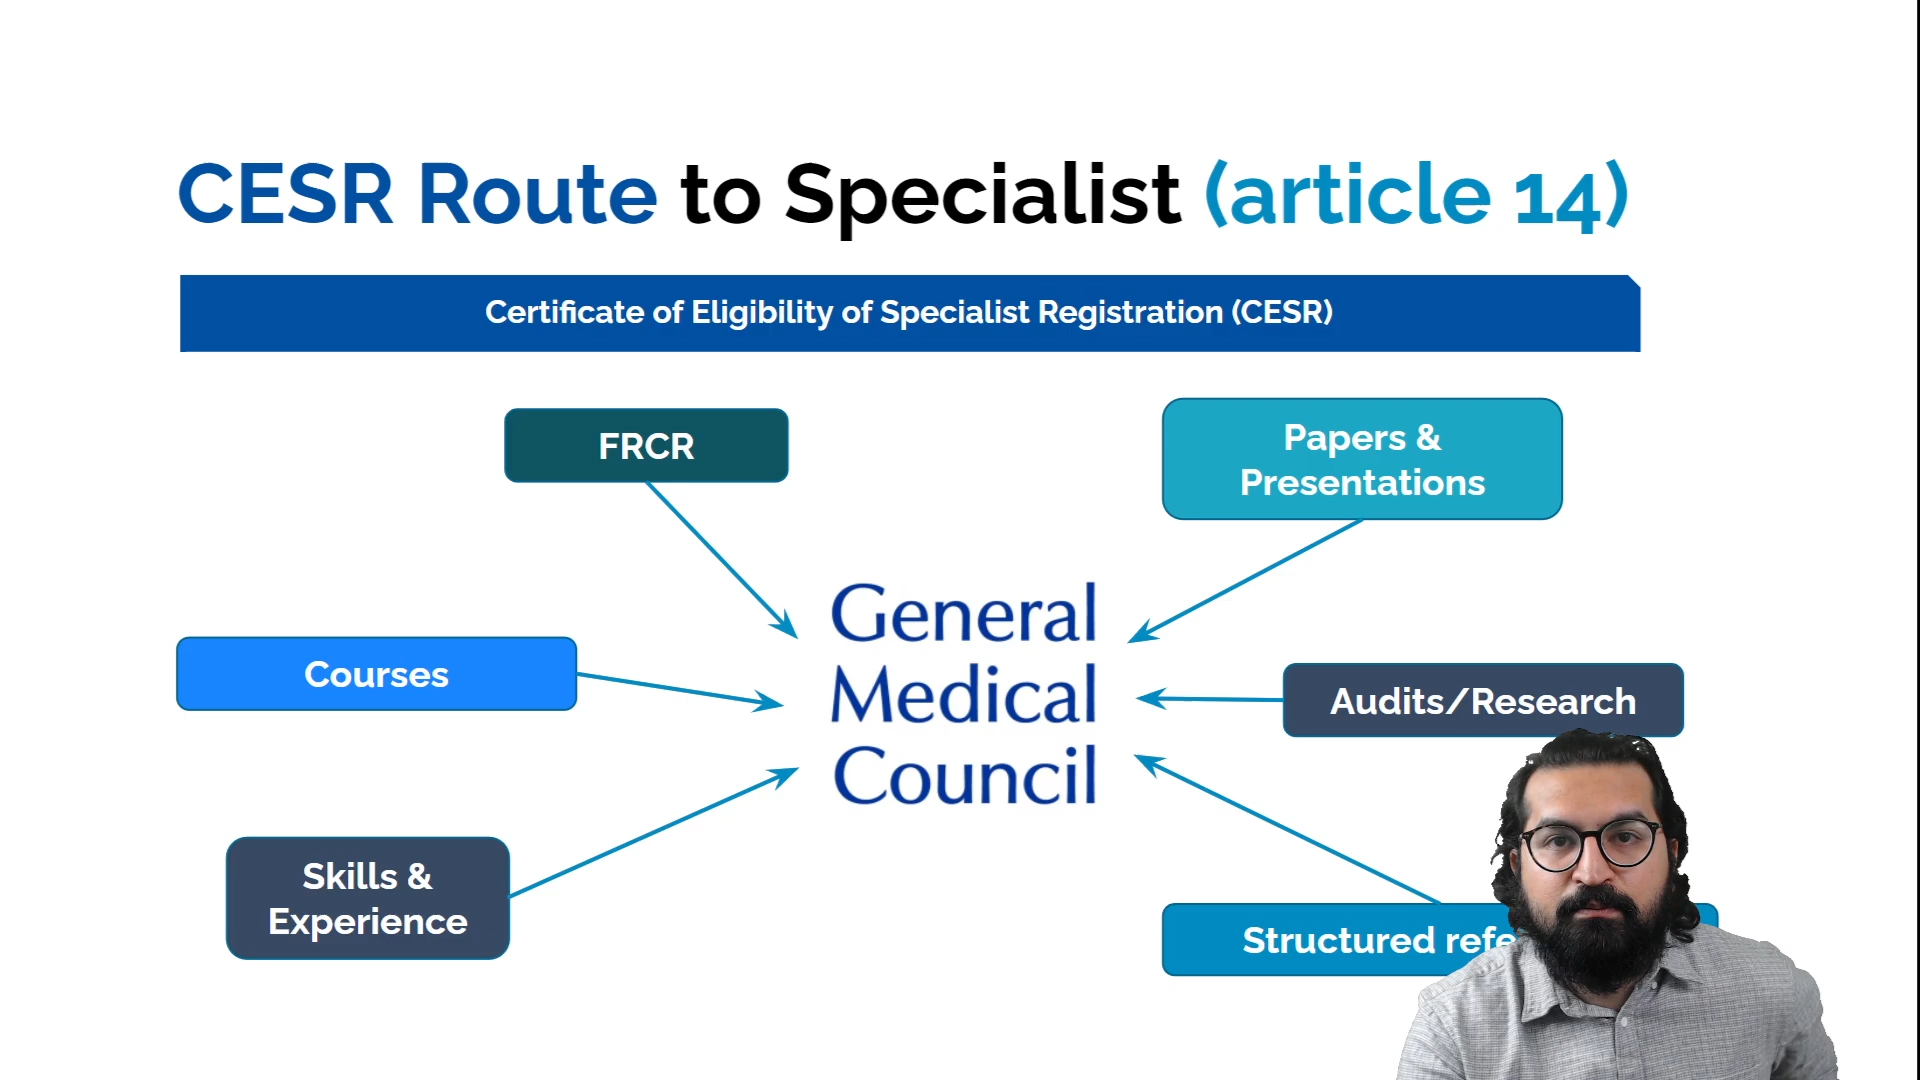 CESR Route to Specialist (article 14)
Certificate of Eligibility of Specialist Registration (CESR)
FRCR
Papers &
Presentations
General
Medical
Council
Courses
Audits/Research
Skills &
Experience
Structured